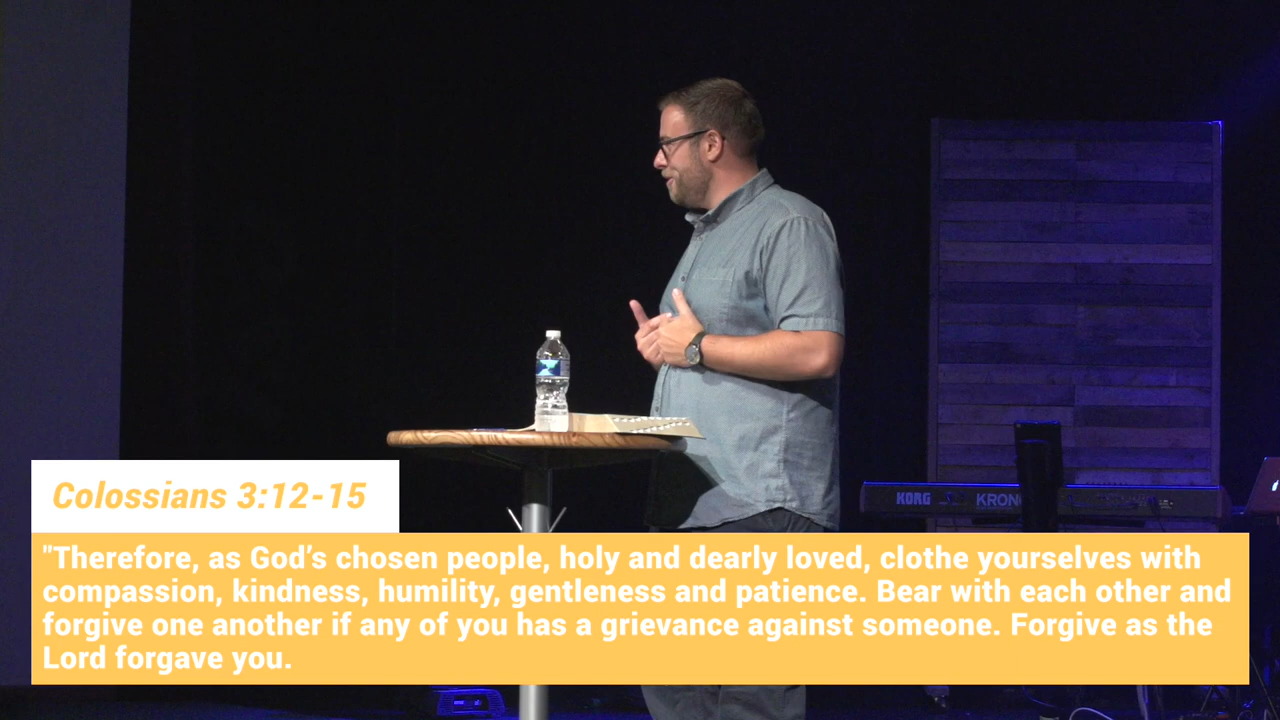 Colossians 3:12-15
"Therefore, as God’s chosen people, holy and dearly loved, clothe yourselves with
compassion, kindness, humility, gentleness and patience. Bear with each other and
forgive one another if any of you has a grievance against someone. Forgive as the
Lord forgave you.
KORG KRONO